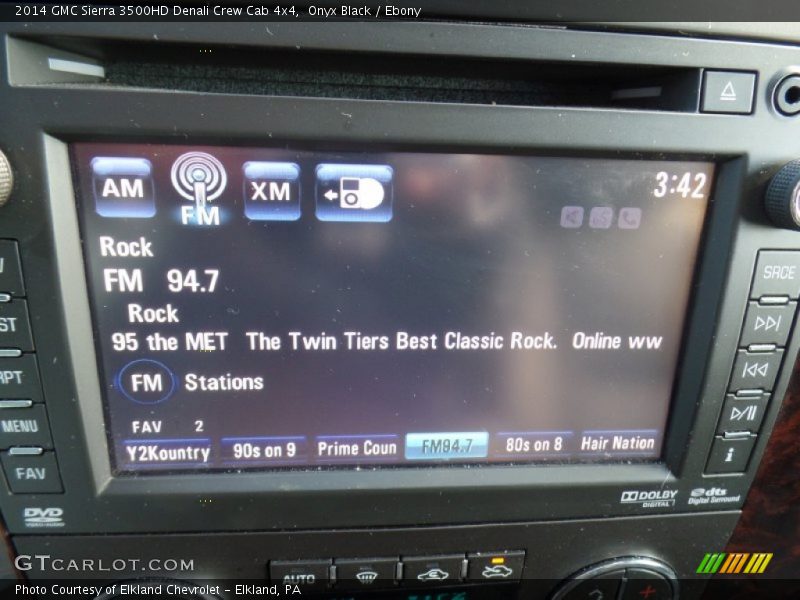 2014 GMC Sierra 3500HD Denali Crew Cab 4x4, Onyx Black / Ebony
AM FM XM 3:42
Rock
FM 94.7
Rock
95 the MET The Twin Tiers Best Classic Rock. Online ww
FM Stations
FAV 2
Y2Kountry 90s on 9 Prime Coun FM94.7 80s on 8 Hair Nation
RPT
MENU
FAV
SRCE
i
DVD
VIDEO/AUDIO
DOLBY
DIGITAL
dts
Digital Surround
AUTO
GTCARLOT.COM
Photo Courtesy of Elkland Chevrolet - Elkland, PA